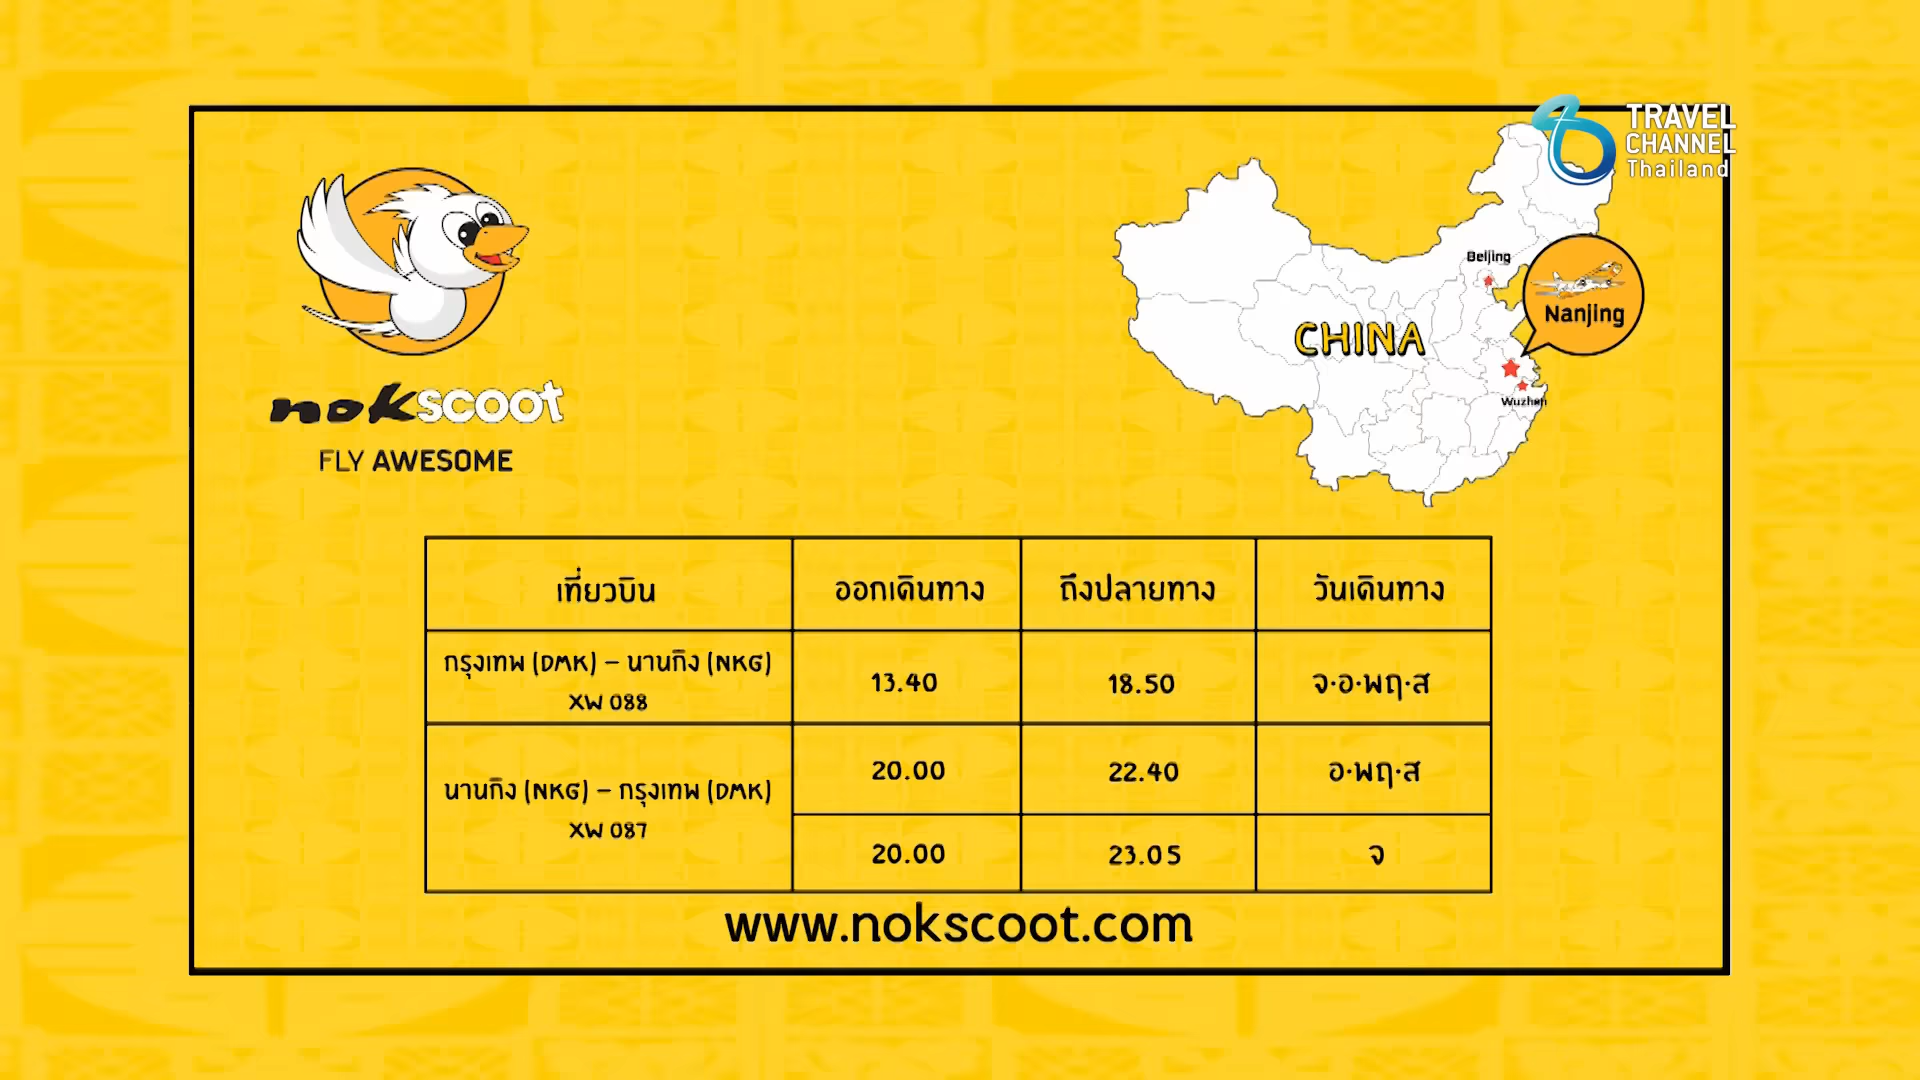 TRAVEL
CHANNEL
Thailand
nokscoot
FLY AWESOME
Beijing
Nanjing
CHINA
Wuzhen
เที่ยวบิน ออกเดินทาง ถึงปลายทาง วันเดินทาง
กรุงเทพ (DMK) – นานกิง (NKG)
XW 088
13.40 18.50 จ.อ.พฤ.ส
นานกิง (NKG) – กรุงเทพ (DMK)
XW 087
20.00 22.40 อ.พฤ.ส
20.00 23.05 จ
www.nokscoot.com